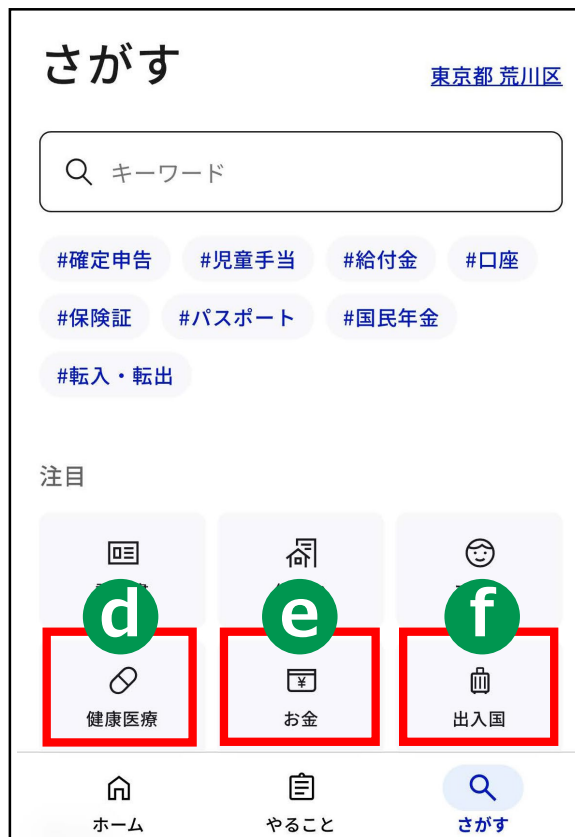 さがす
東京都 荒川区
キーワード
#確定申告 #児童手当 #給付金 #口座
#保険証 #パスポート #国民年金
#転入・転出
注目
d e f
¥
健康医療 お金 出入国
ホーム やること さがす